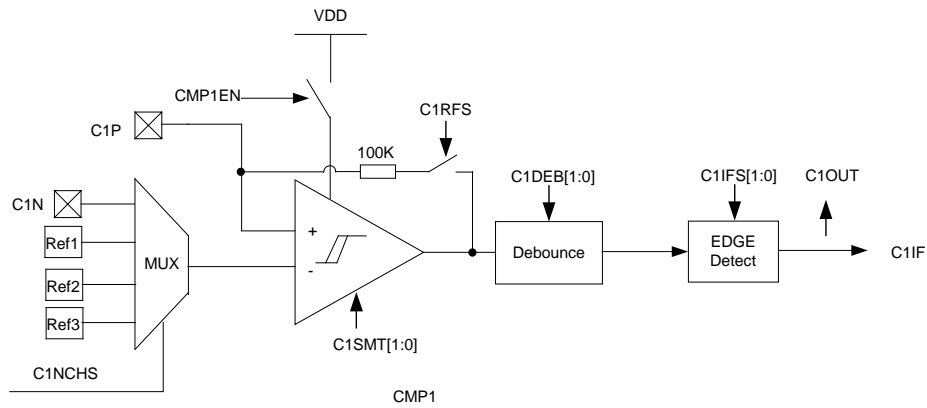 VDD
CMP1EN
C1RFS
C1P
100K
C1DEB[1:0]
C1IFS[1:0]
C1OUT
C1N
Ref1
MUX
+
Debounce
EDGE
Detect
C1IF
-
Ref2
Ref3
C1SMT[1:0]
C1NCHS
CMP1